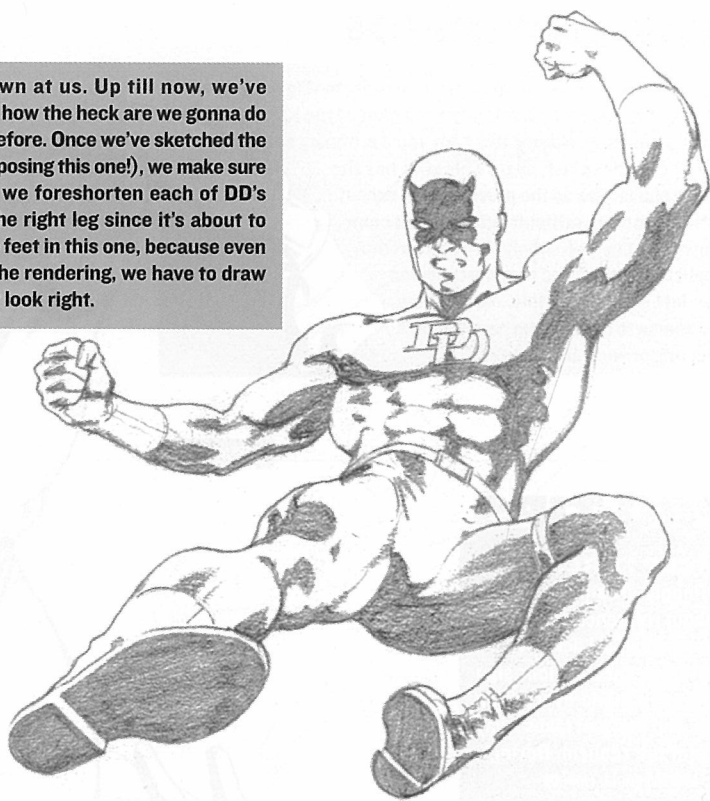 wn at us. Up till now, we've
how the heck are we gonna do
efore. Once we've sketched the
posing this one!), we make sure
we foreshorten each of DD's
ne right leg since it's about to
feet in this one, because even
he rendering, we have to draw
look right.
DD